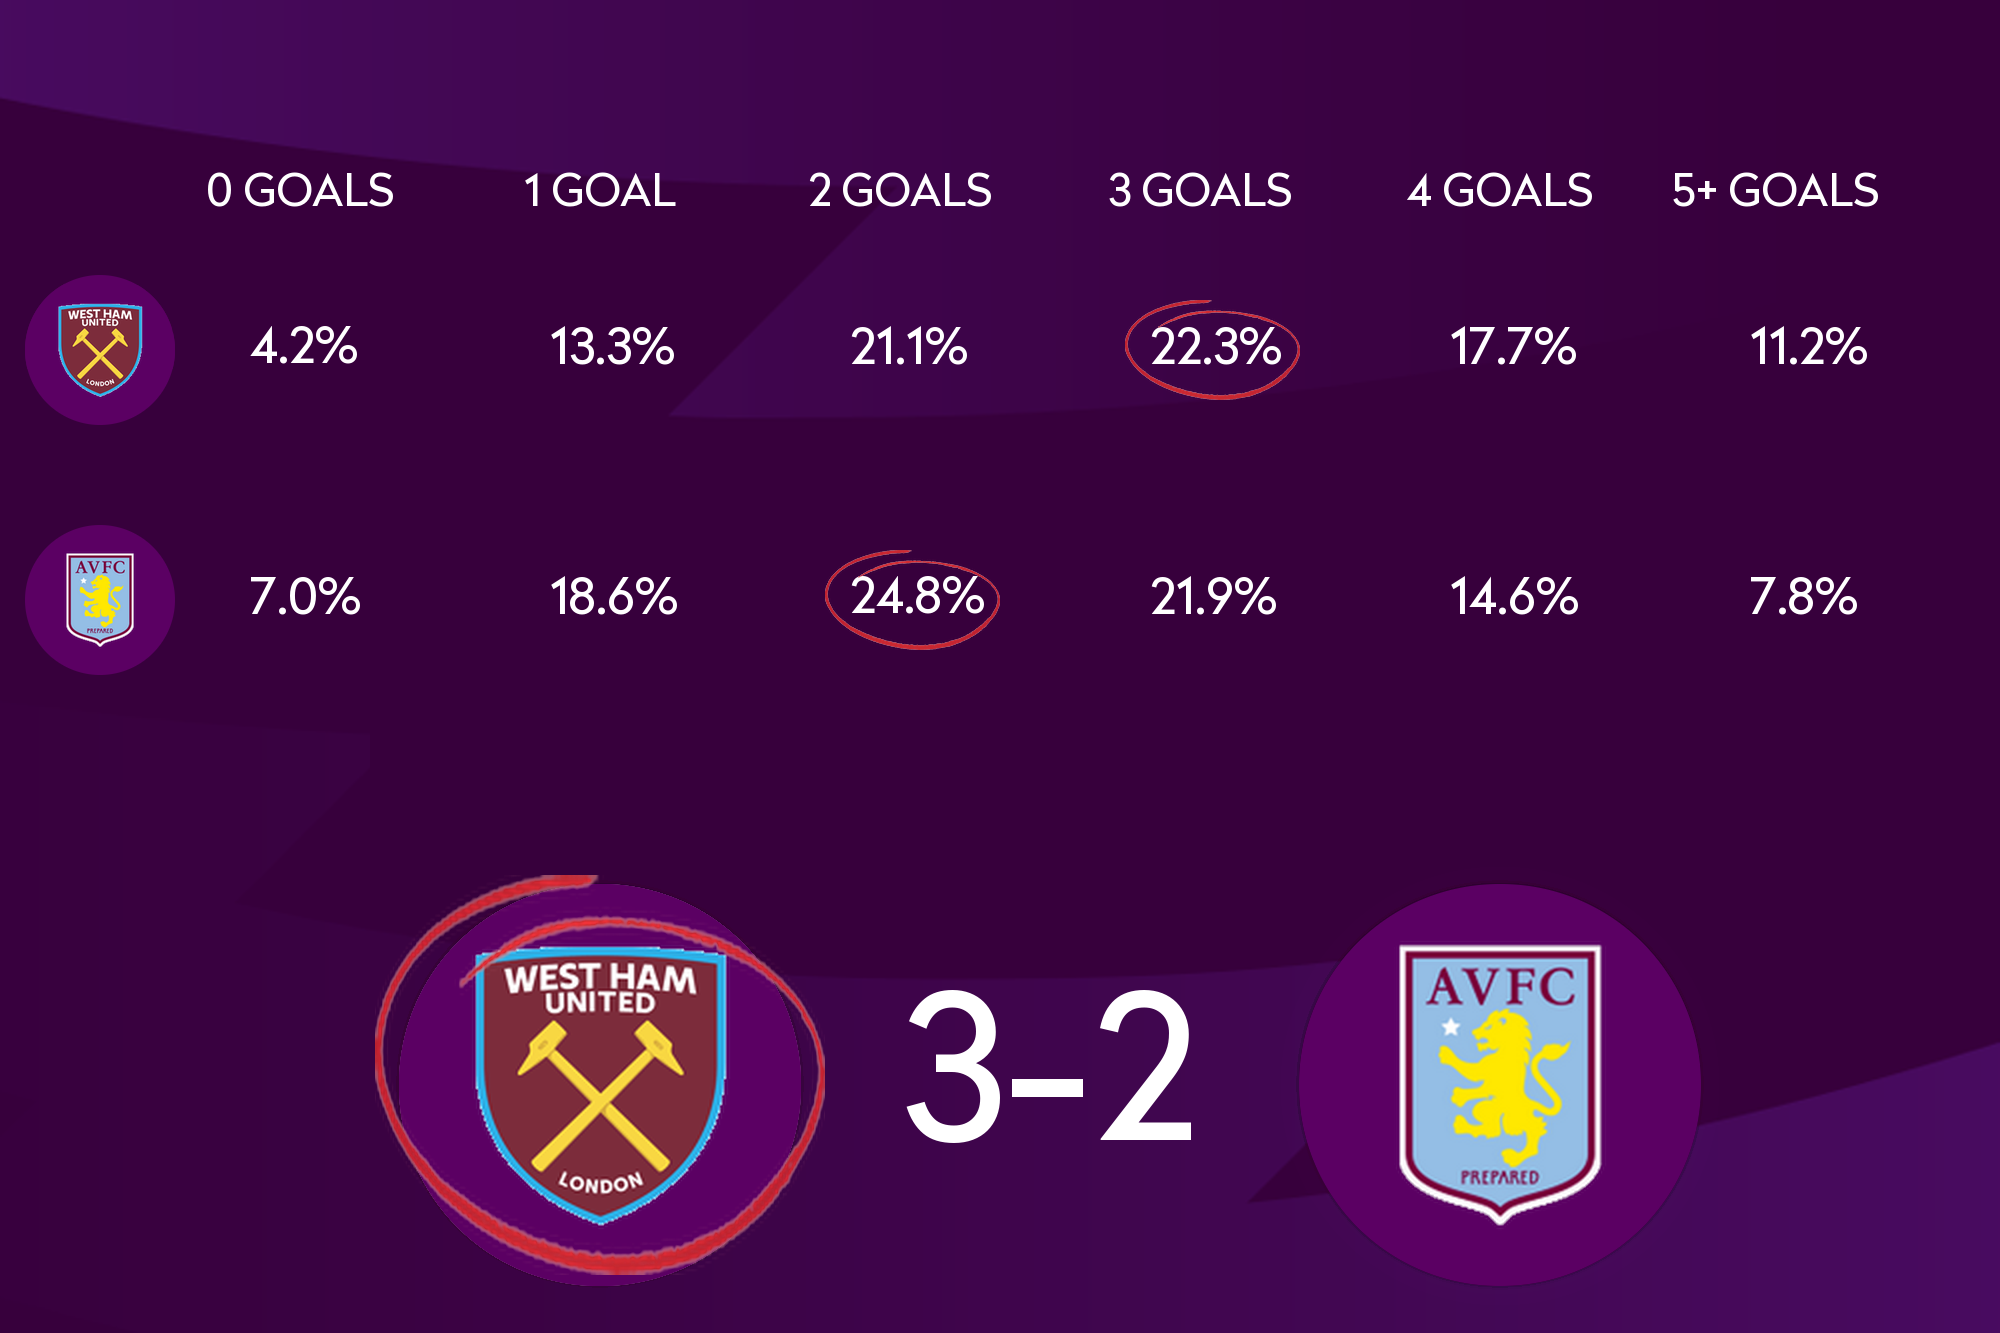 0 GOALS 1 GOAL 2 GOALS 3 GOALS 4 GOALS 5+ GOALS
WEST HAM
UNITED
LONDON
4.2% 13.3% 21.1% 22.3% 17.7% 11.2%
AVFC
PREPARED
7.0% 18.6% 24.8% 21.9% 14.6% 7.8%
WEST HAM
UNITED
LONDON
3-2
AVFC
PREPARED